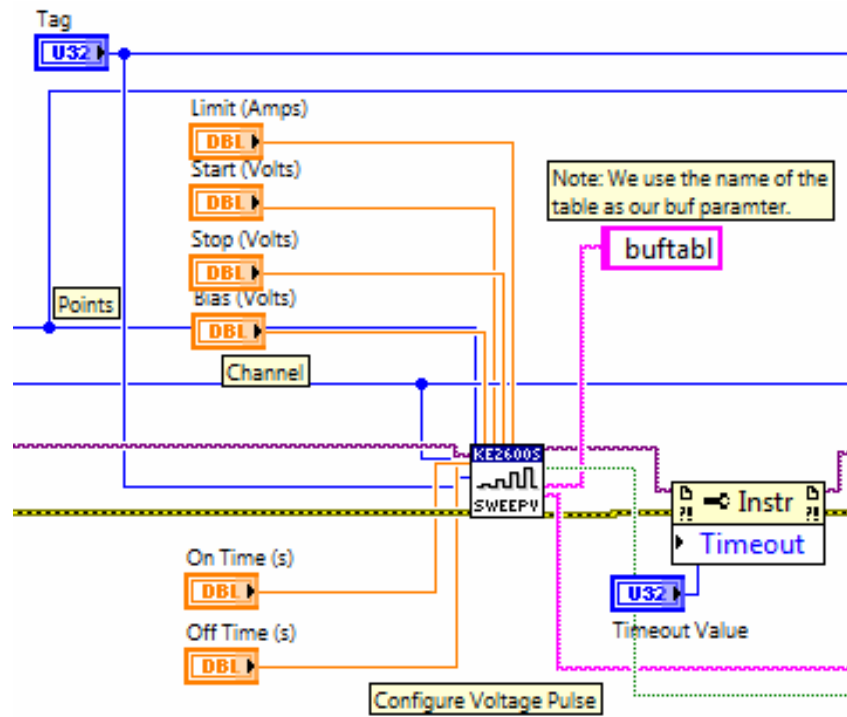 Tag
U32
Limit (Amps)
DBL
Start (Volts)
DBL
Stop (Volts)
DBL
Bias (Volts)
DBL
Points
Channel
Note: We use the name of the
table as our buf paramter.
buftabl
KE2600S
SWEEPV
?!
?!
Instr
Timeout
On Time (s)
DBL
U32
Timeout Value
Off Time (s)
DBL
Configure Voltage Pulse